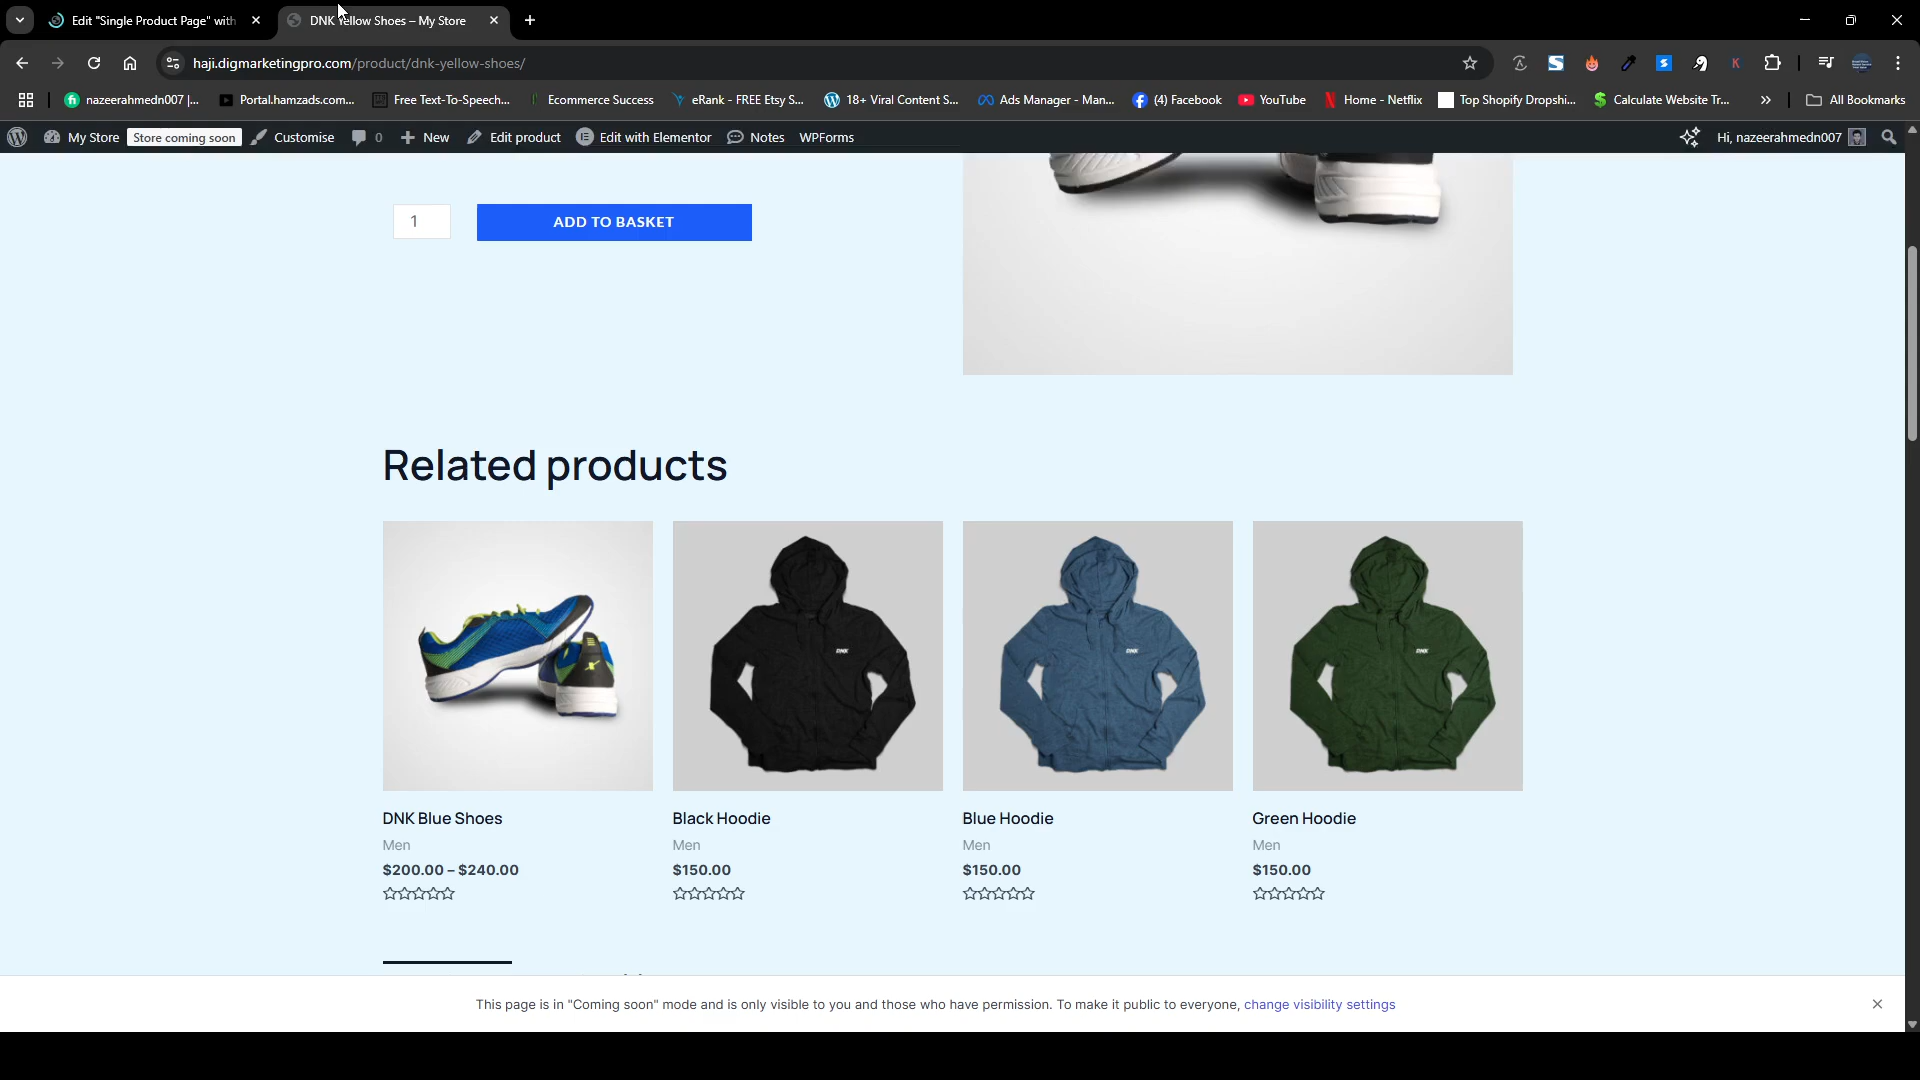 Edit "Single Product Page" with
DNK Yellow Shoes – My Store
haji.digmarketingpro.com/product/dnk-yellow-shoes/
nazeerahmedn007 |...
Portal.hamzads.com...
Free Text-To-Speech...
Ecommerce Success
eRank - FREE Etsy S...
18+ Viral Content S...
Ads Manager - Man...
(4) Facebook
YouTube
Home - Netflix
Top Shopify Dropshi...
Calculate Website Tr...
All Bookmarks
My Store
Store coming soon
Customise
0
New
Edit product
Edit with Elementor
Notes
WPForms
Hi, nazeerahmedn007
1
ADD TO BASKET
Related products
DNK
DNK
DNK
DNK Blue Shoes
Men
$200.00 – $240.00
Black Hoodie
Men
$150.00
Blue Hoodie
Men
$150.00
Green Hoodie
Men
$150.00
This page is in "Coming soon" mode and is only visible to you and those who have permission. To make it public to everyone, change visibility settings